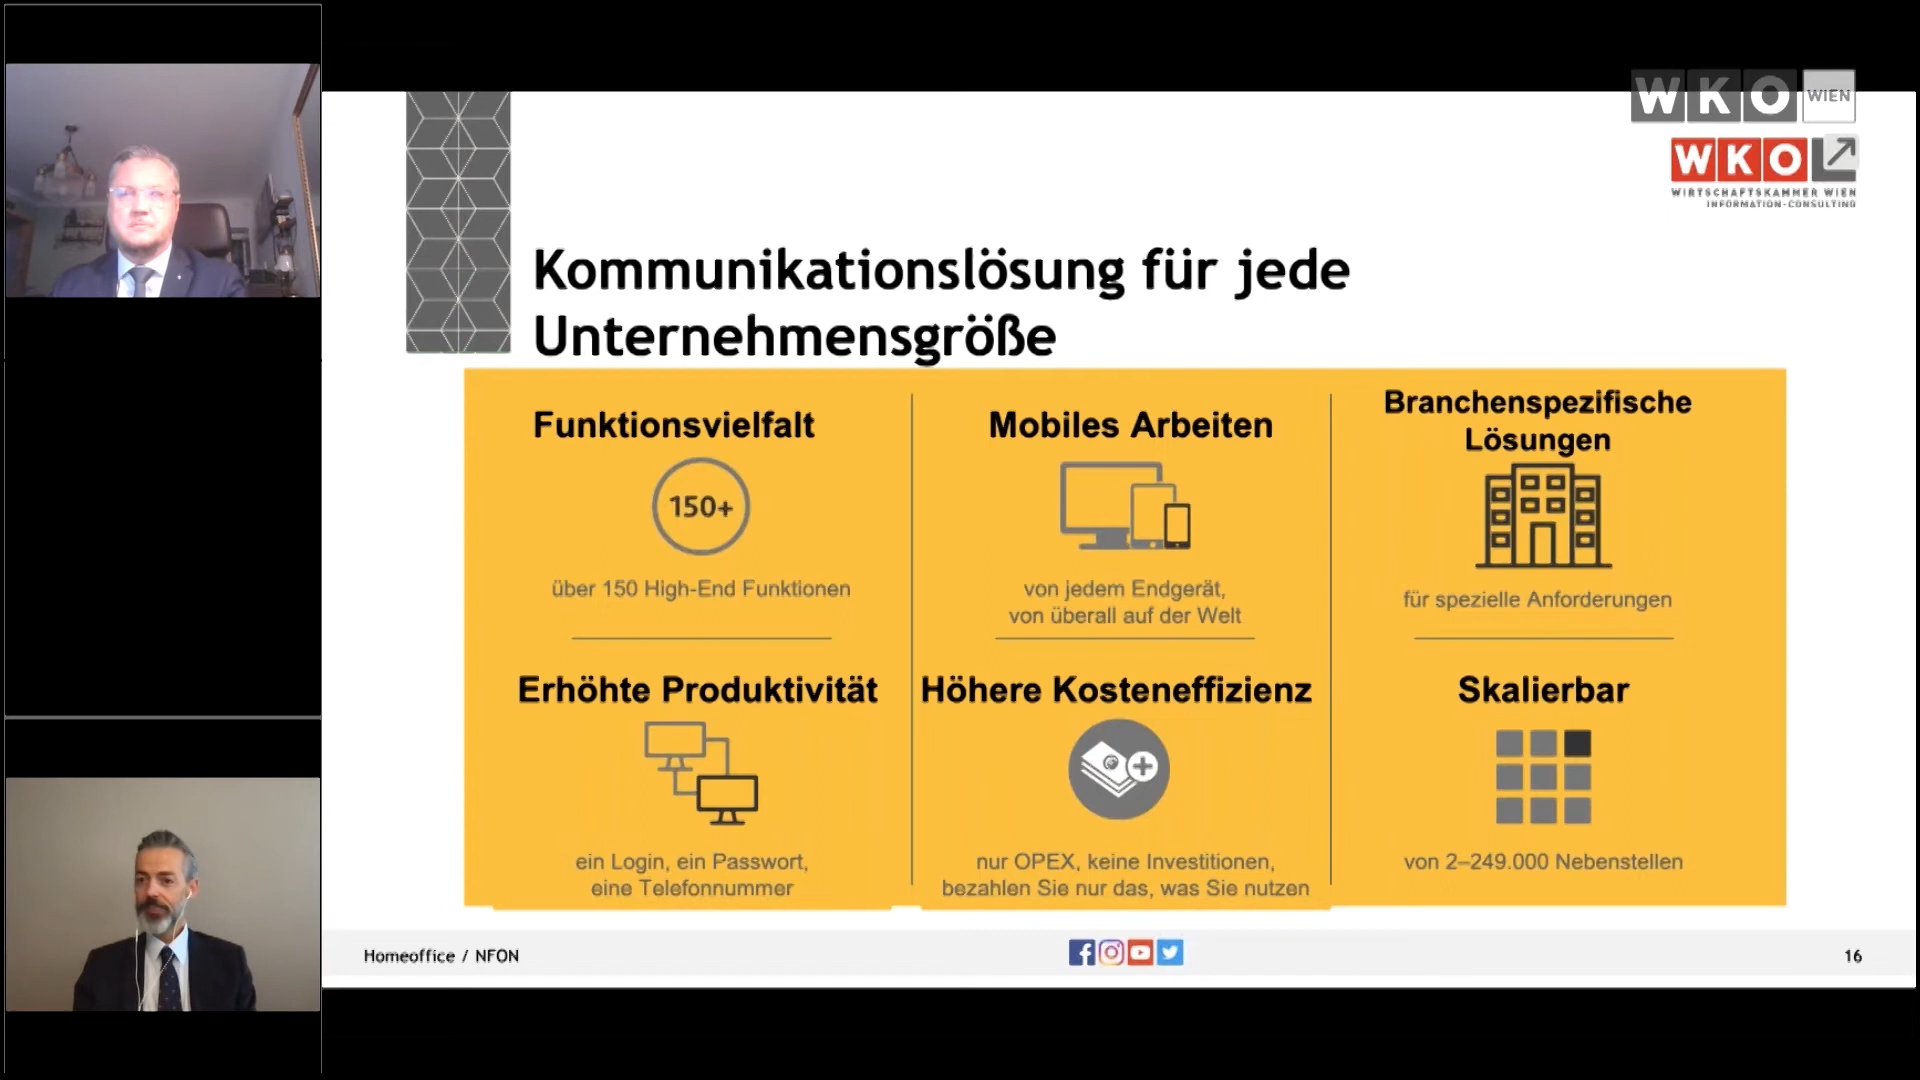 WKO WIEN
WKO
WIRTSCHAFTSKAMMER WIEN
INFORMATION-CONSULTING
Kommunikationslösung für jede
Unternehmensgröße
Funktionsvielfalt
150+
über 150 High-End Funktionen
Mobiles Arbeiten
von jedem Endgerät,
von überall auf der Welt
Branchenspezifische
Lösungen
für spezielle Anforderungen
Erhöhte Produktivität
ein Login, ein Passwort,
eine Telefonnummer
Höhere Kosteneffizienz
nur OPEX, keine Investitionen,
bezahlen Sie nur das, was Sie nutzen
Skalierbar
von 2–249.000 Nebenstellen
Homeoffice / NFON
16